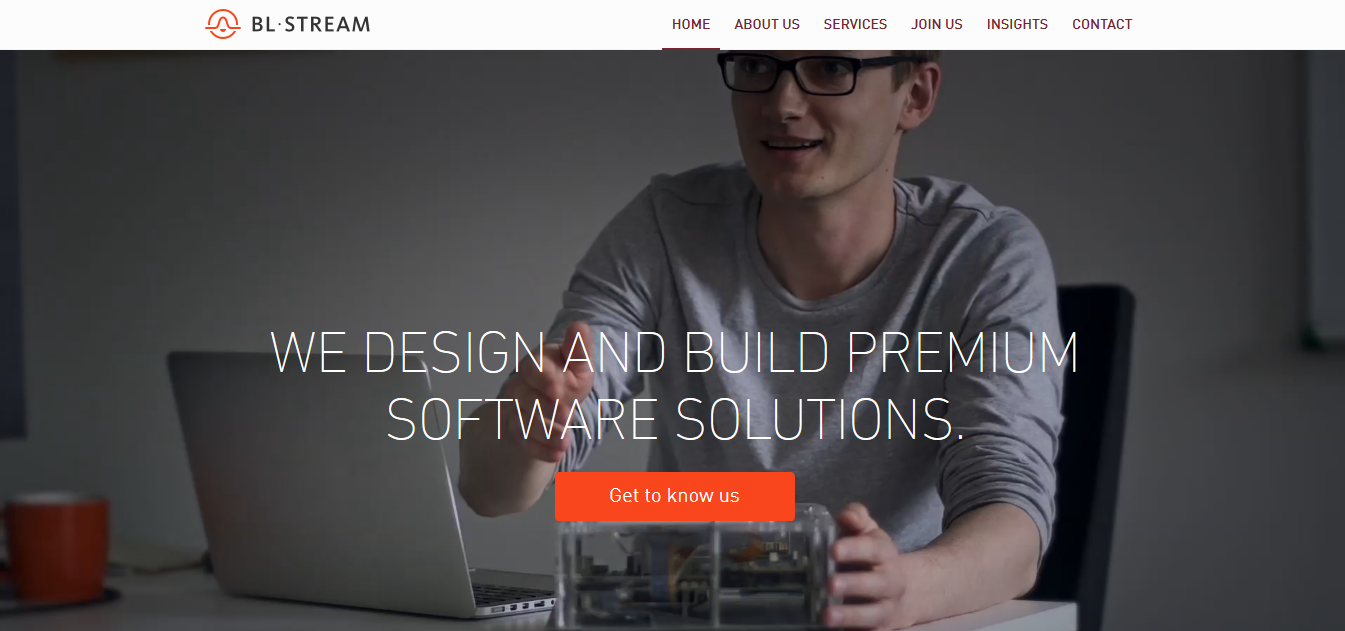 BL·STREAM
HOME ABOUT US SERVICES JOIN US INSIGHTS CONTACT
WE DESIGN AND BUILD PREMIUM
SOFTWARE SOLUTIONS.
Get to know us